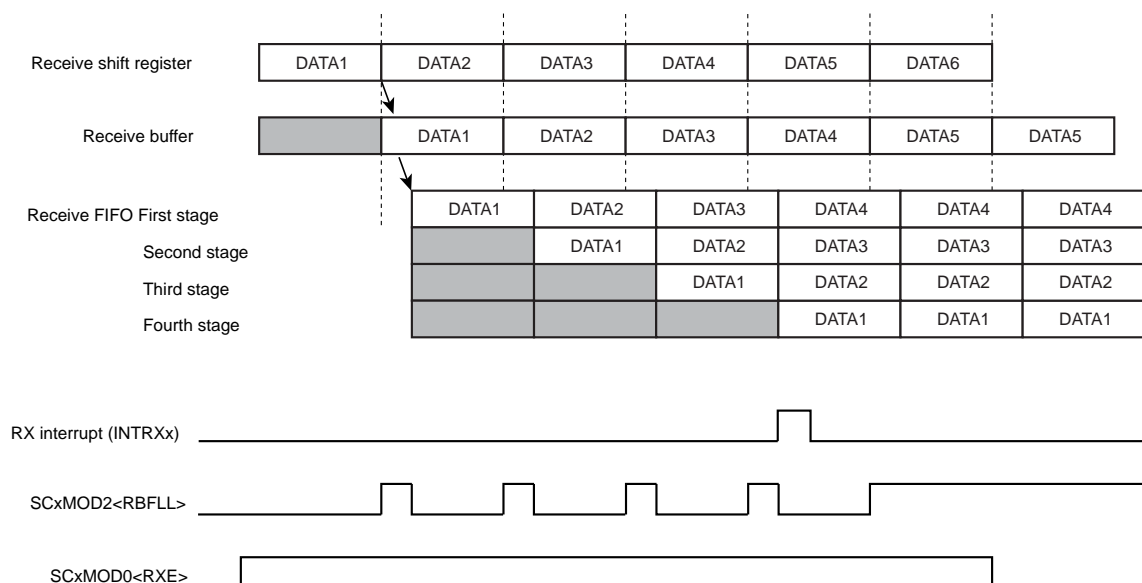 Receive shift register DATA1 DATA2 DATA3 DATA4 DATA5 DATA6
Receive buffer DATA1 DATA2 DATA3 DATA4 DATA5 DATA5
Receive FIFO First stage DATA1 DATA2 DATA3 DATA4 DATA4 DATA4
Second stage DATA1 DATA2 DATA3 DATA3 DATA3
Third stage DATA1 DATA2 DATA2 DATA2
Fourth stage DATA1 DATA1 DATA1
RX interrupt (INTRXx)
SCxMOD2<RBFLL>
SCxMOD0<RXE>